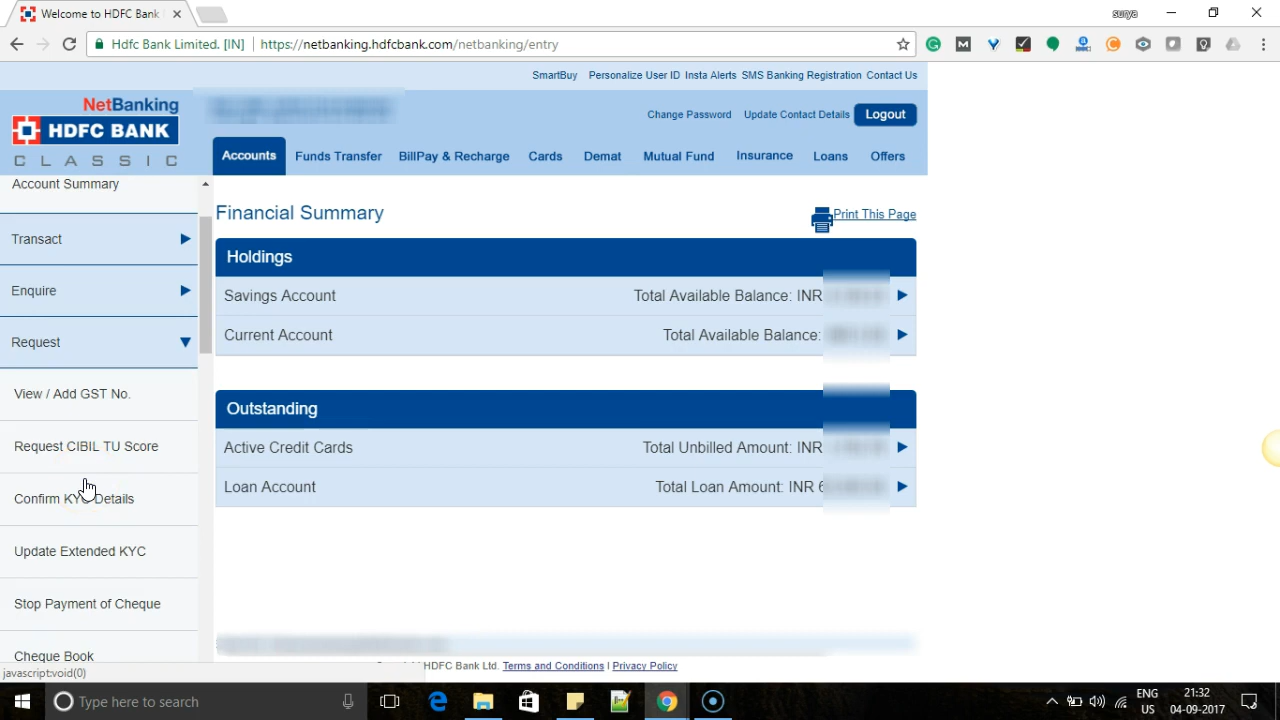 Welcome to HDFC Bank
surya
Hdfc Bank Limited. [IN] https://netbanking.hdfcbank.com/netbanking/entry
SmartBuy Personalize User ID Insta Alerts SMS Banking Registration Contact Us
NetBanking
HDFC BANK
CLASSIC
Change Password Update Contact Details Logout
Accounts Funds Transfer BillPay & Recharge Cards Demat Mutual Fund Insurance Loans Offers
Account Summary
Transact
Enquire
Request
View / Add GST No.
Request CIBIL TU Score
Confirm KYC Details
Update Extended KYC
Stop Payment of Cheque
Cheque Book
Financial Summary
Print This Page
Holdings
Savings Account Total Available Balance: INR
Current Account Total Available Balance:
Outstanding
Active Credit Cards Total Unbilled Amount: INR
Loan Account Total Loan Amount: INR 6
HDFC Bank Ltd. Terms and Conditions | Privacy Policy
javascript:void(0)
Type here to search
ENG
US
21:32
04-09-2017